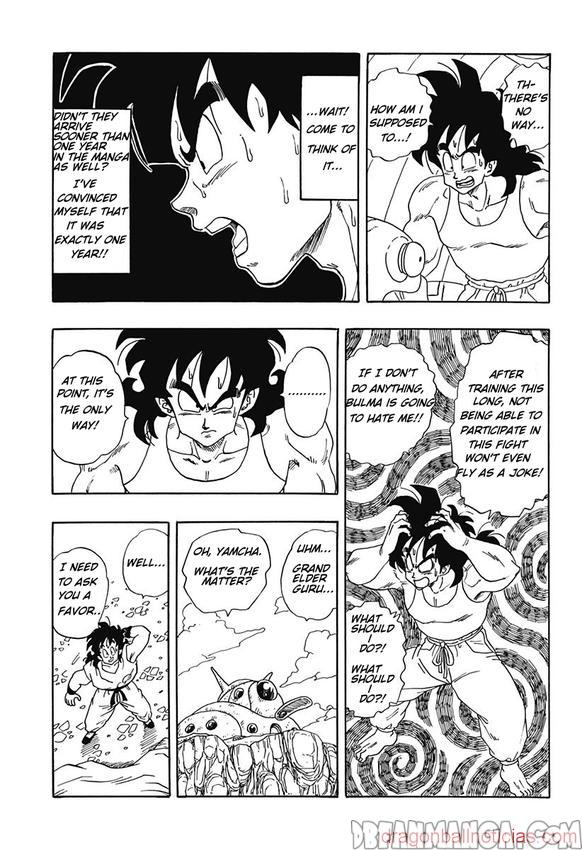 TH-
THERE'S
NO
WAY...
HOW AM I
SUPPOSED
TO...!
...WAIT!
COME TO
THINK OF
IT...
DIDN'T THEY
ARRIVE
SOONER THAN
ONE YEAR
IN THE MANGA
AS WELL?
I'VE
CONVINCED
MYSELF THAT
IT WAS
EXACTLY ONE
YEAR!!
AFTER
TRAINING THIS
LONG, NOT
BEING ABLE TO
PARTICIPATE
IN THIS FIGHT
WON'T EVEN
FLY AS A JOKE!
IF I DON'T
DO ANYTHING,
BULMA IS GOING
TO HATE ME!!
WHAT
SHOULD
I
DO?!
WHAT
SHOULD
I
DO?!
..........
AT THIS
POINT, IT'S
THE ONLY
WAY!
UHM...
GRAND
ELDER
GURU...
OH, YAMCHA.
WHAT'S THE
MATTER?
WELL...
I NEED
TO ASK
YOU A
FAVOR..
DBFANMANGA.COM
dragonballnoticias.com